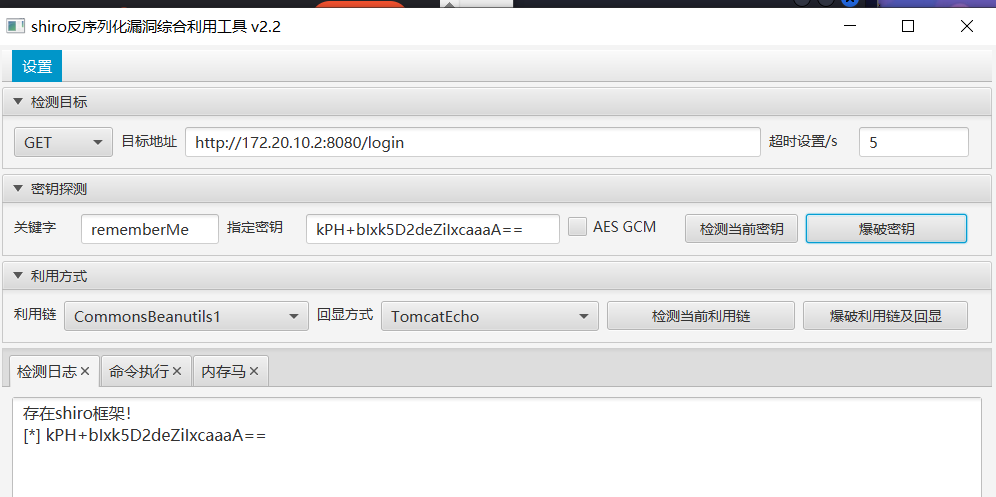 shiro反序列化漏洞综合利用工具 v2.2
设置
检测目标
GET 目标地址 http://172.20.10.2:8080/login 超时设置/s 5
密钥探测
关键字 rememberMe 指定密钥 kPH+bIxk5D2deZiIxcaaaA== AES GCM 检测当前密钥 爆破密钥
利用方式
利用链 CommonsBeanutils1 回显方式 TomcatEcho 检测当前利用链 爆破利用链及回显
检测日志 命令执行 内存马
存在shiro框架!
[*] kPH+bIxk5D2deZiIxcaaaA==